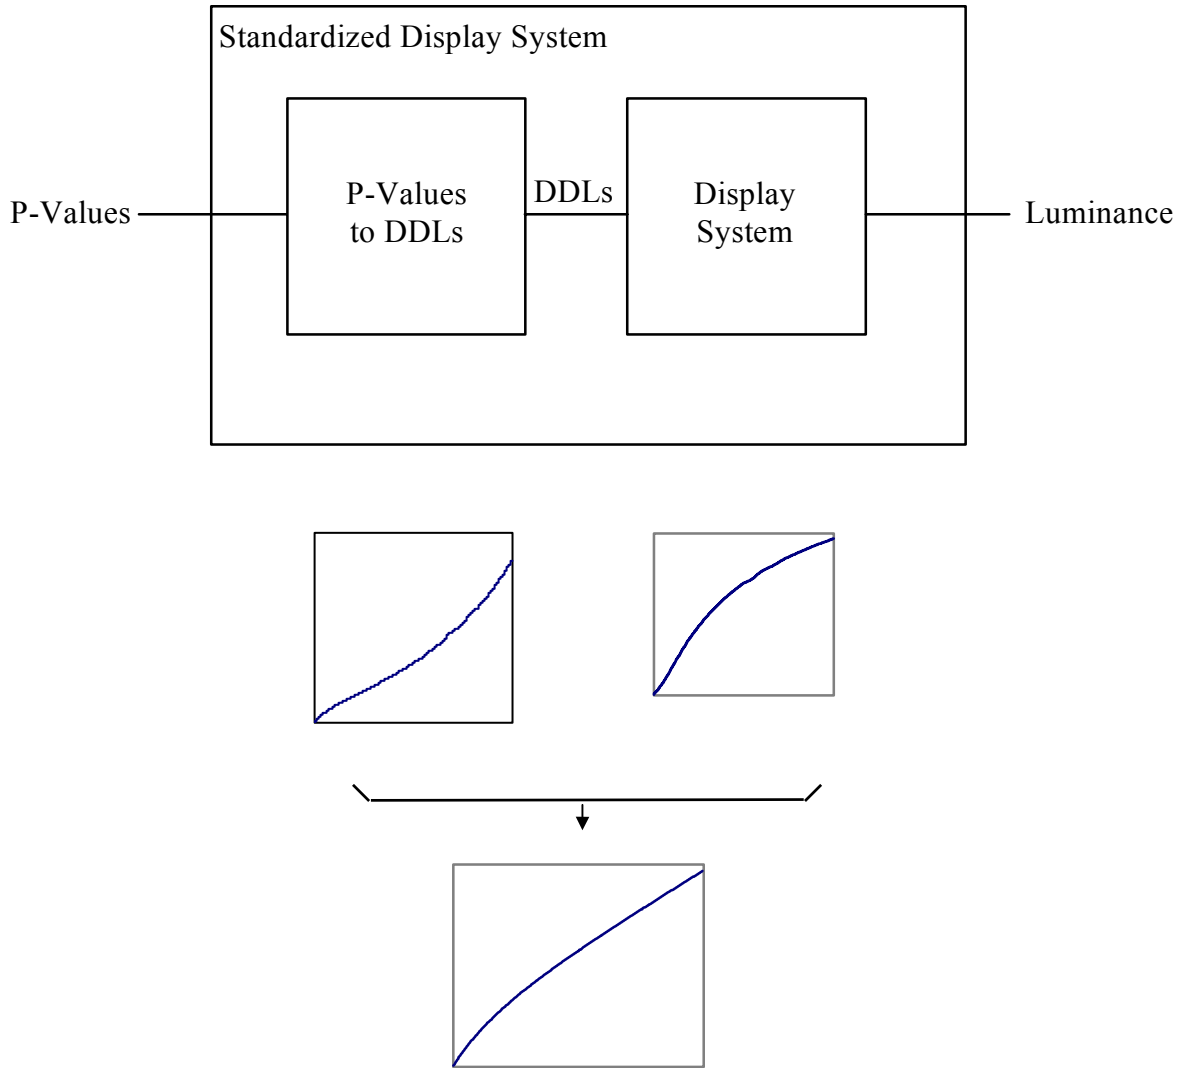 Standardized Display System
P-Values
P-Values
to DDLs
DDLs
Display
System
Luminance